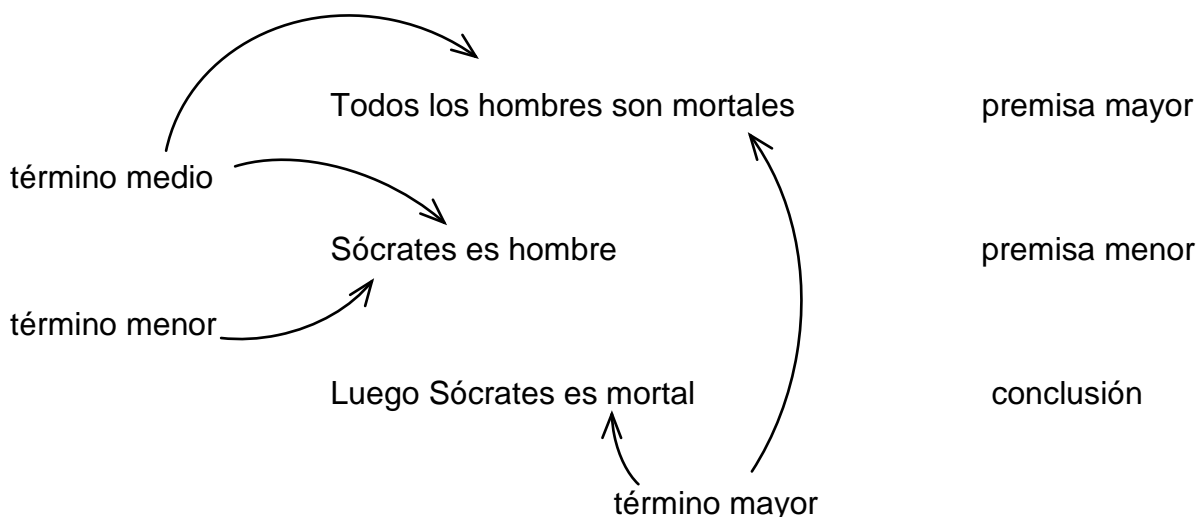 Todos los hombres son mortales premisa mayor
término medio
Sócrates es hombre premisa menor
término menor
Luego Sócrates es mortal conclusión
término mayor